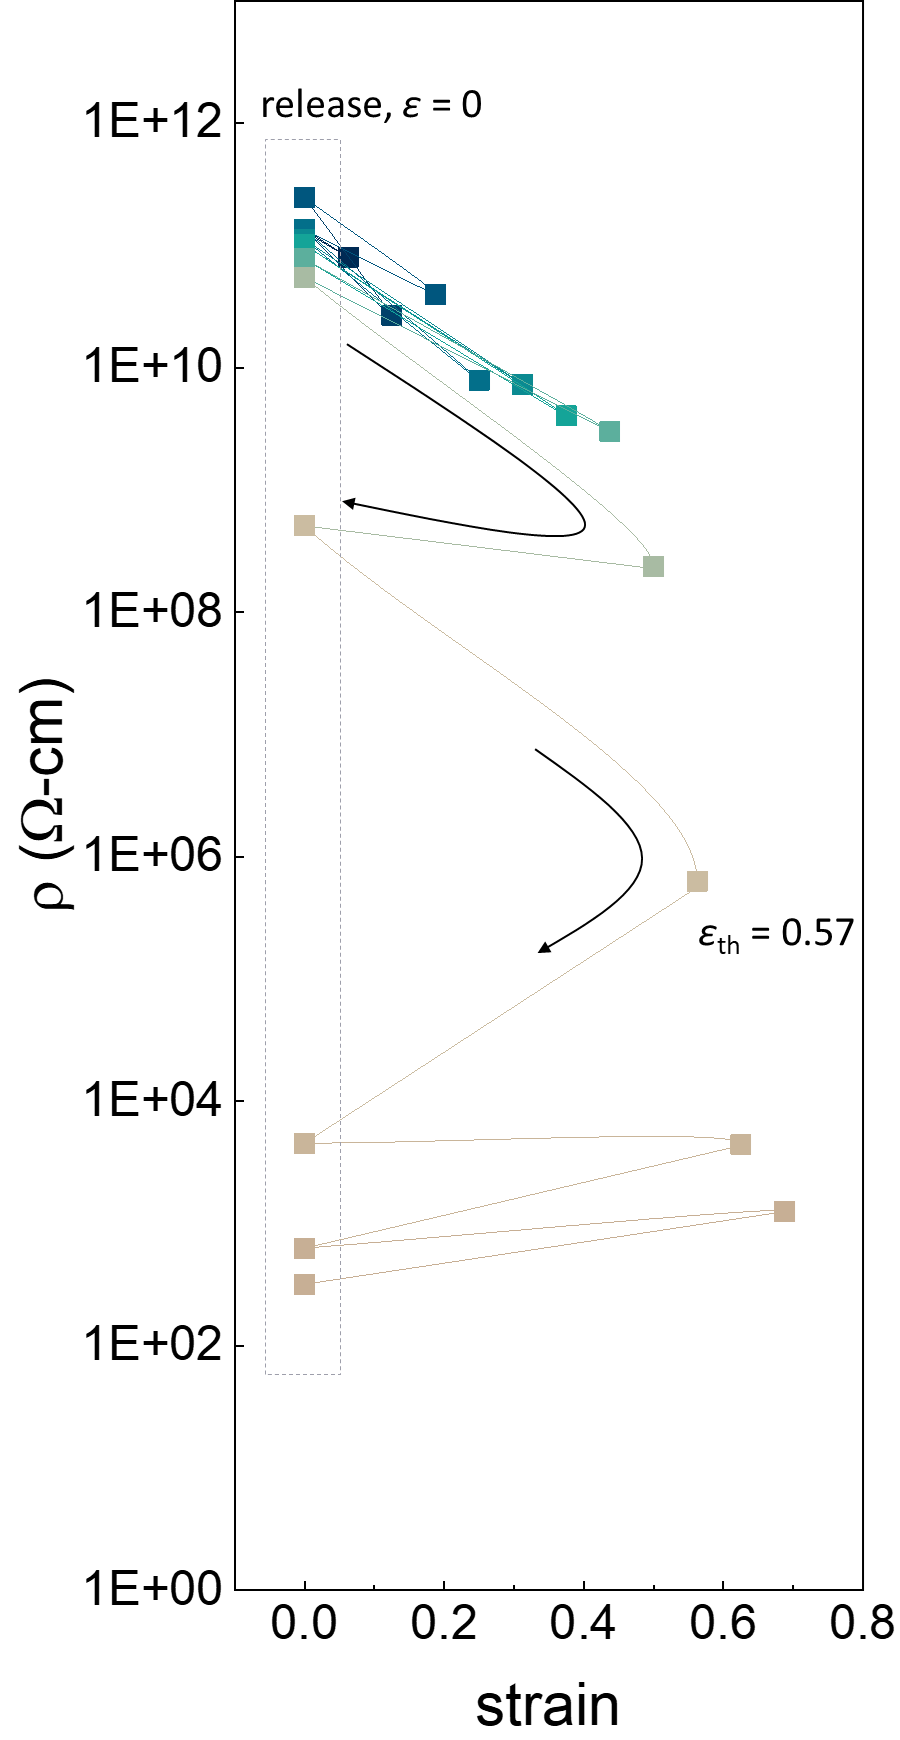 release, ε = 0
1E+12
1E+10
1E+08
1E+06
1E+04
1E+02
1E+00
ρ (Ω-cm)
εth = 0.57
0.0 0.2 0.4 0.6 0.8
strain